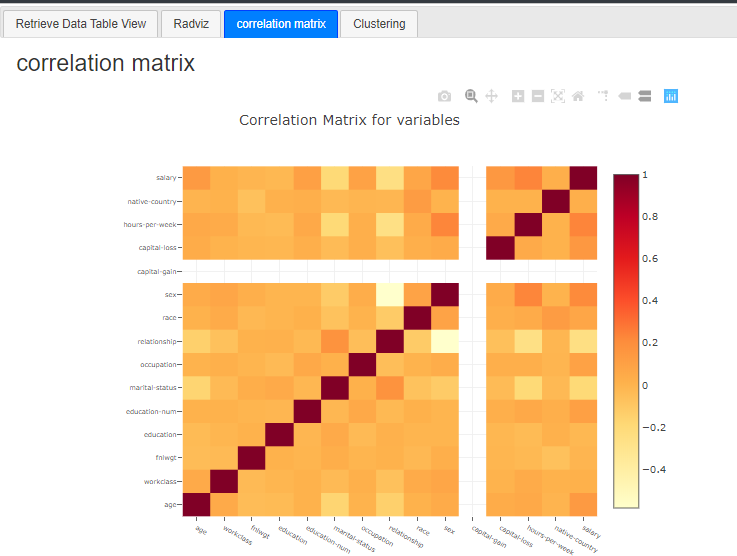 Retrieve Data Table View Radviz correlation matrix Clustering
correlation matrix
Correlation Matrix for variables
salary
native-country
hours-per-week
capital-loss
capital-gain
sex
race
relationship
occupation
marital-status
education-num
education
fnlwgt
workclass
age
age workclass fnlwgt education education-num marital-status occupation relationship race sex capital-gain capital-loss hours-per-week native-country salary
1
0.8
0.6
0.4
0.2
0
−0.2
−0.4